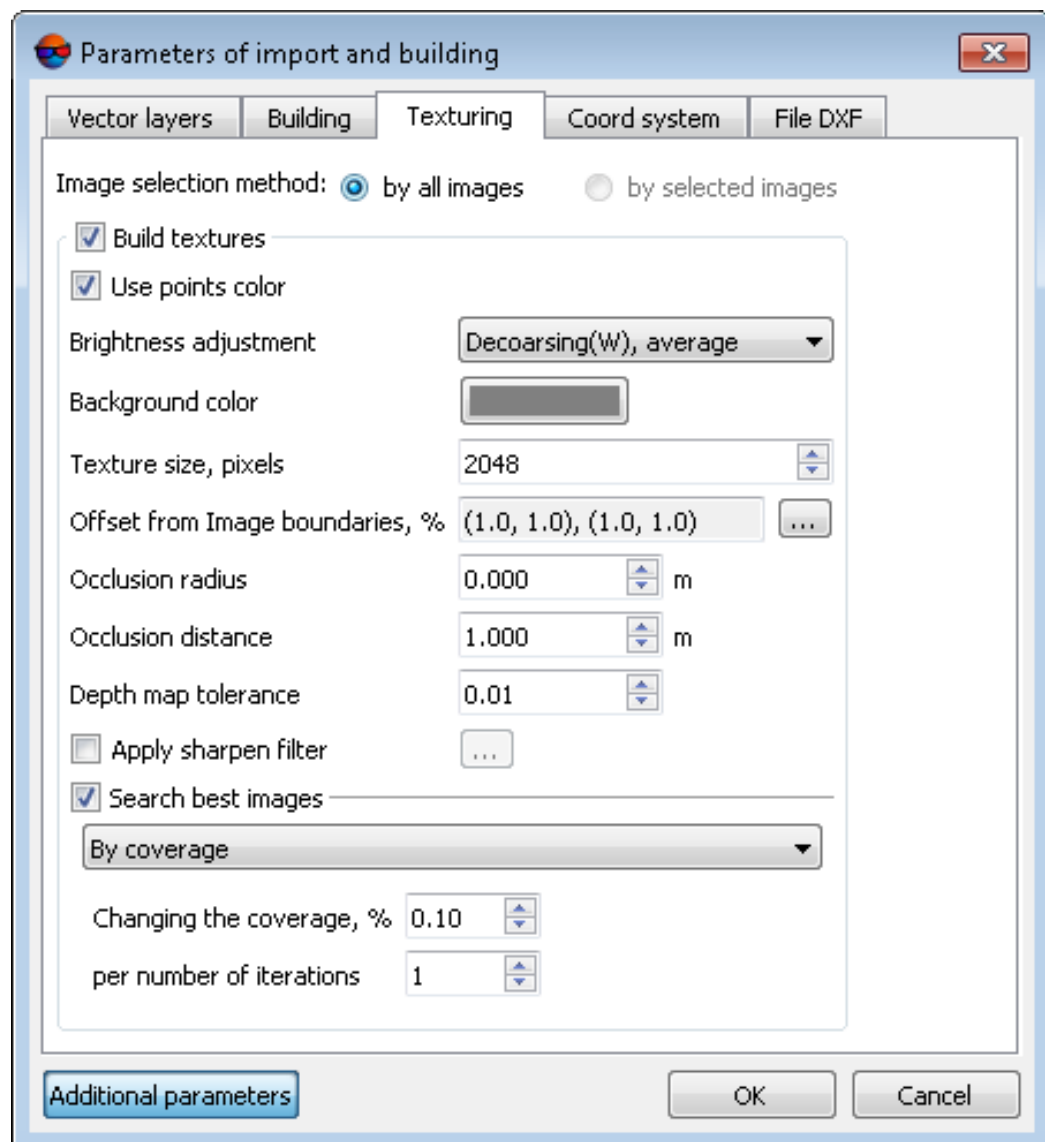 Parameters of import and building
Vector layers Building Texturing Coord system File DXF
Image selection method: by all images by selected images
Build textures
Use points color
Brightness adjustment Decoarsing(W), average
Background color
Texture size, pixels 2048
Offset from Image boundaries, % (1.0, 1.0), (1.0, 1.0) ...
Occlusion radius 0.000 m
Occlusion distance 1.000 m
Depth map tolerance 0.01
Apply sharpen filter ...
Search best images
By coverage
Changing the coverage, % 0.10
per number of iterations 1
Additional parameters OK Cancel